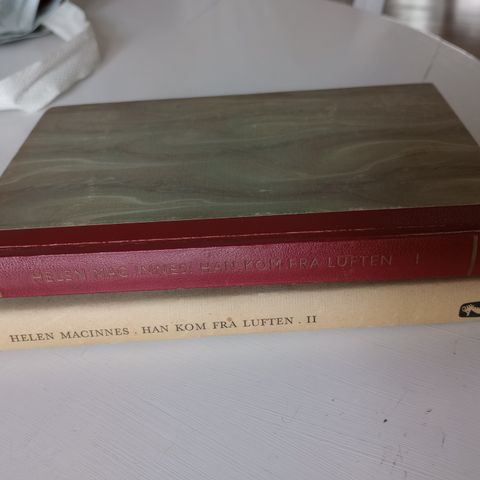 HELEN MAC INNES: HAN KOM FRA LUFTEN I
HELEN MACINNES . HAN KOM FRA LUFTEN . II